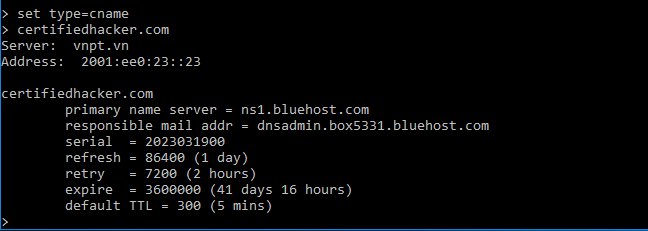 > set type=cname
> certifiedhacker.com
Server:  vnpt.vn
Address:  2001:ee0:23::23

certifiedhacker.com
        primary name server = ns1.bluehost.com
        responsible mail addr = dnsadmin.box5331.bluehost.com
        serial  = 2023031900
        refresh = 86400 (1 day)
        retry   = 7200 (2 hours)
        expire  = 3600000 (41 days 16 hours)
        default TTL = 300 (5 mins)
>